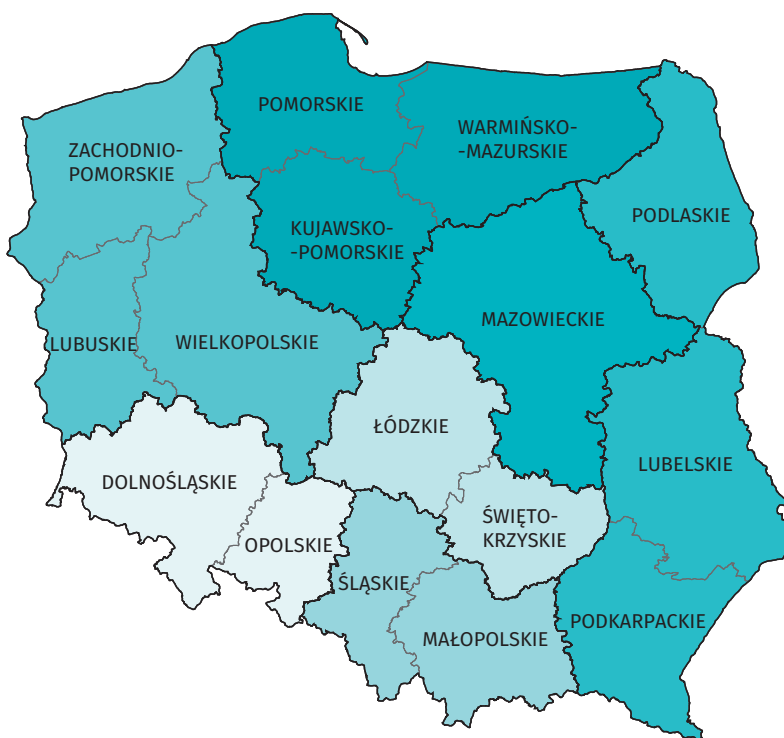 POMORSKIE
WARMIŃSKO-
-MAZURSKIE
ZACHODNIO-
POMORSKIE
PODLASKIE
KUJAWSKO-
-POMORSKIE
MAZOWIECKIE
LUBUSKIE
WIELKOPOLSKIE
ŁÓDZKIE
LUBELSKIE
DOLNOŚLĄSKIE
ŚWIĘTO-
KRZYSKIE
OPOLSKIE
ŚLĄSKIE
PODKARPACKIE
MAŁOPOLSKIE